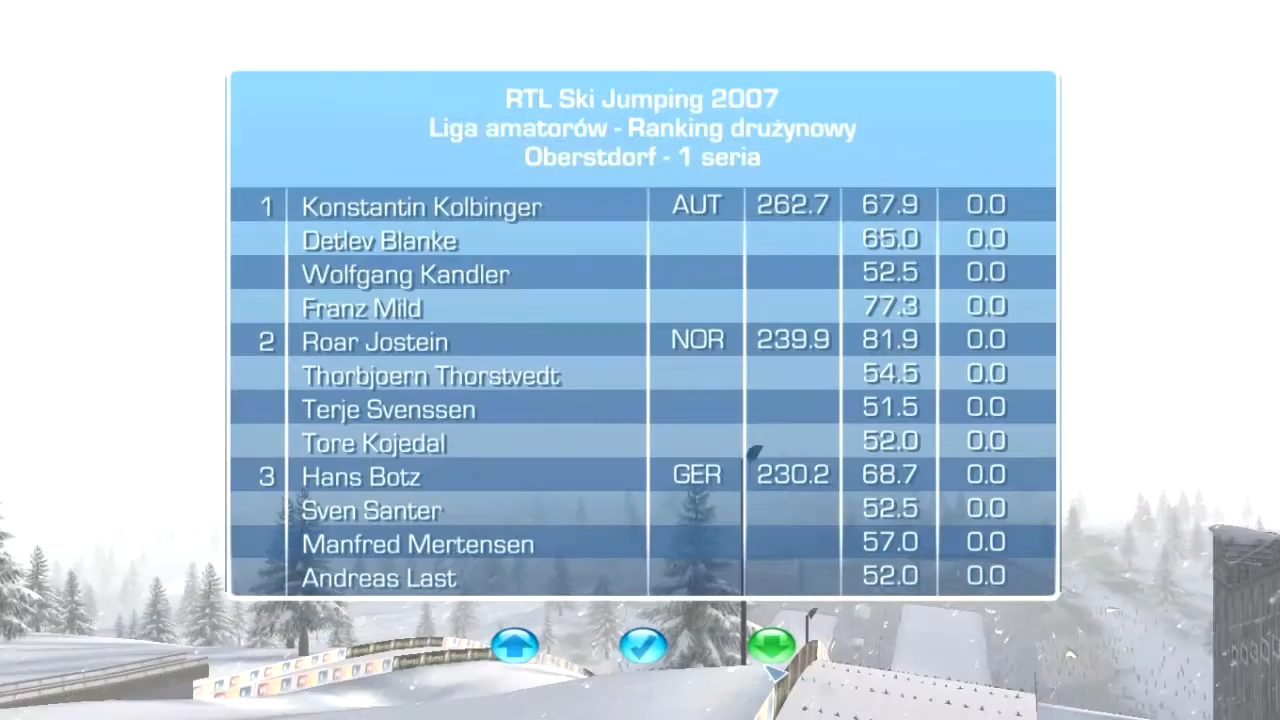 RTL Ski Jumping 2007
Liga amatorów - Ranking drużynowy
Oberstdorf - 1 seria
1 Konstantin Kolbinger AUT 262.7 67.9 0.0
Detlev Blanke 65.0 0.0
Wolfgang Kandler 52.5 0.0
Franz Mild 77.3 0.0
2 Roar Jostein NOR 239.9 81.9 0.0
Thorbjoern Thorstvedt 54.5 0.0
Terje Svenssen 51.5 0.0
Tore Kojedal 52.0 0.0
3 Hans Botz GER 230.2 68.7 0.0
Sven Santer 52.5 0.0
Manfred Mertensen 57.0 0.0
Andreas Last 52.0 0.0